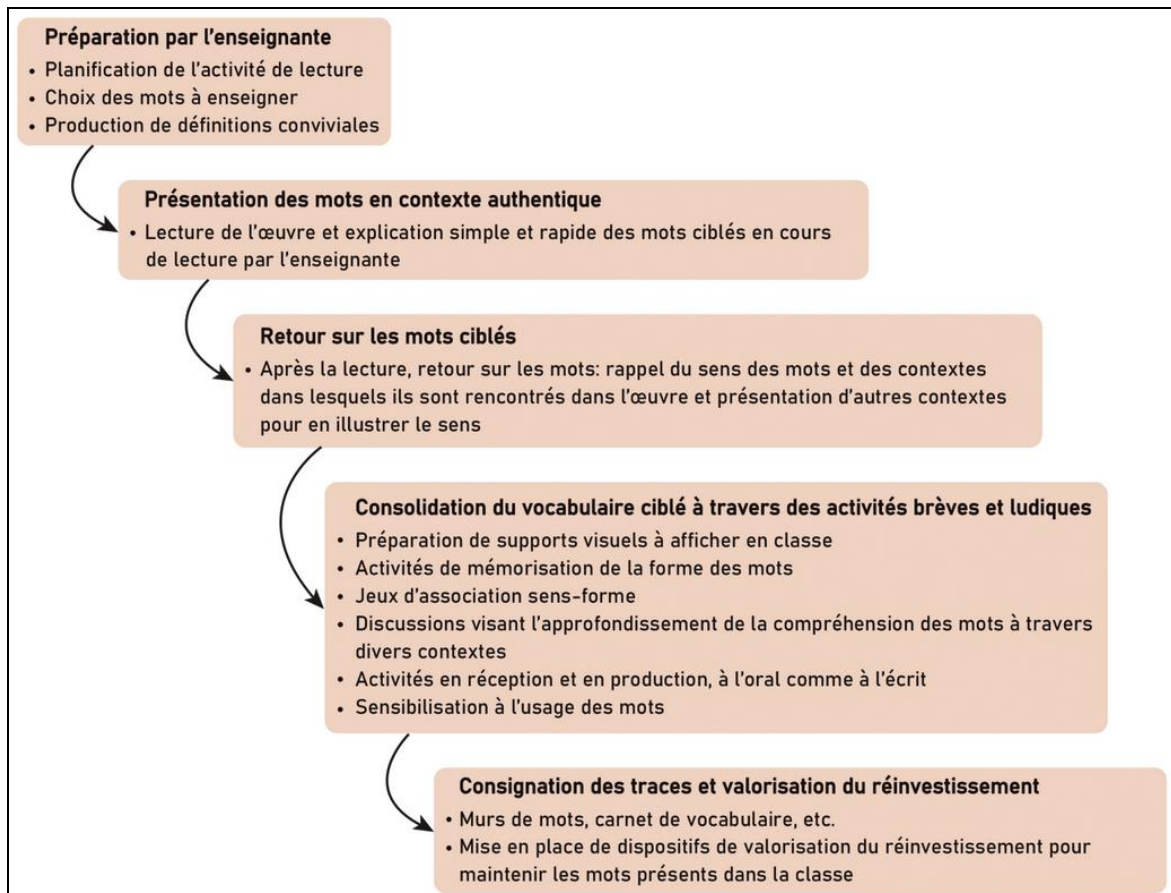 Préparation par l'enseignante
• Planification de l'activité de lecture
• Choix des mots à enseigner
• Production de définitions conviviales
Présentation des mots en contexte authentique
• Lecture de l'œuvre et explication simple et rapide des mots ciblés en cours
de lecture par l'enseignante
Retour sur les mots ciblés
• Après la lecture, retour sur les mots: rappel du sens des mots et des contextes
dans lesquels ils sont rencontrés dans l'œuvre et présentation d'autres contextes
pour en illustrer le sens
Consolidation du vocabulaire ciblé à travers des activités brèves et ludiques
• Préparation de supports visuels à afficher en classe
• Activités de mémorisation de la forme des mots
• Jeux d'association sens-forme
• Discussions visant l'approfondissement de la compréhension des mots à travers
divers contextes
• Activités en réception et en production, à l'oral comme à l'écrit
• Sensibilisation à l'usage des mots
Consignation des traces et valorisation du réinvestissement
• Murs de mots, carnet de vocabulaire, etc.
• Mise en place de dispositifs de valorisation du réinvestissement pour
maintenir les mots présents dans la classe